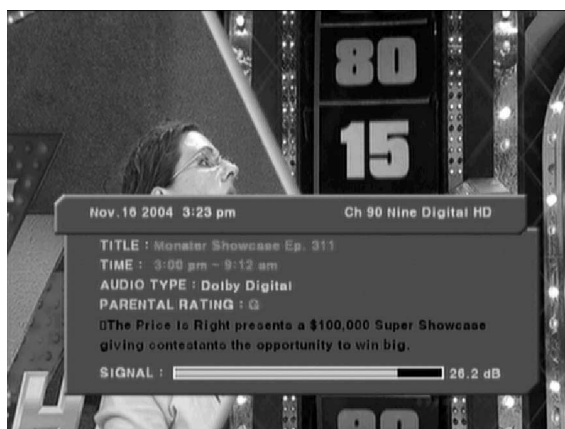 80
15
Nov.16 2004 3:23 pm Ch 90 Nine Digital HD
TITLE : Monster Showcase Ep. 311
TIME : 3:00 pm - 9:12 am
AUDIO TYPE : Dolby Digital
PARENTAL RATING : G
▯The Price Is Right presents a $100,000 Super Showcase
giving contestants the opportunity to win big.
SIGNAL : 26.2 dB